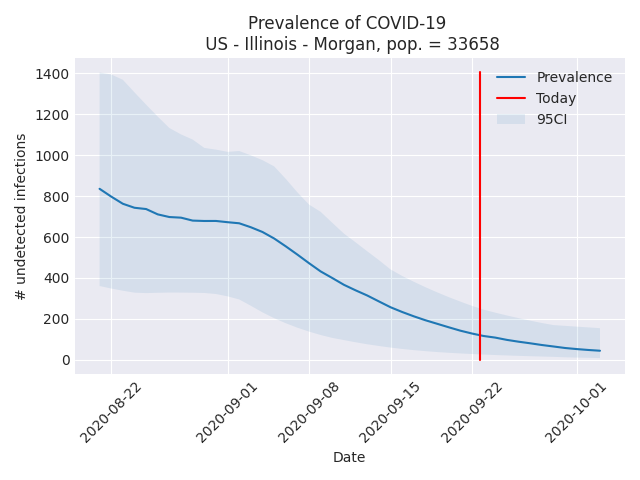 Prevalence of COVID-19
US - Illinois - Morgan, pop. = 33658
# undetected infections
1400
1200
1000
800
600
400
200
0
Prevalence
Today
95CI
2020-08-22
2020-09-01
2020-09-08
2020-09-15
2020-09-22
2020-10-01
Date